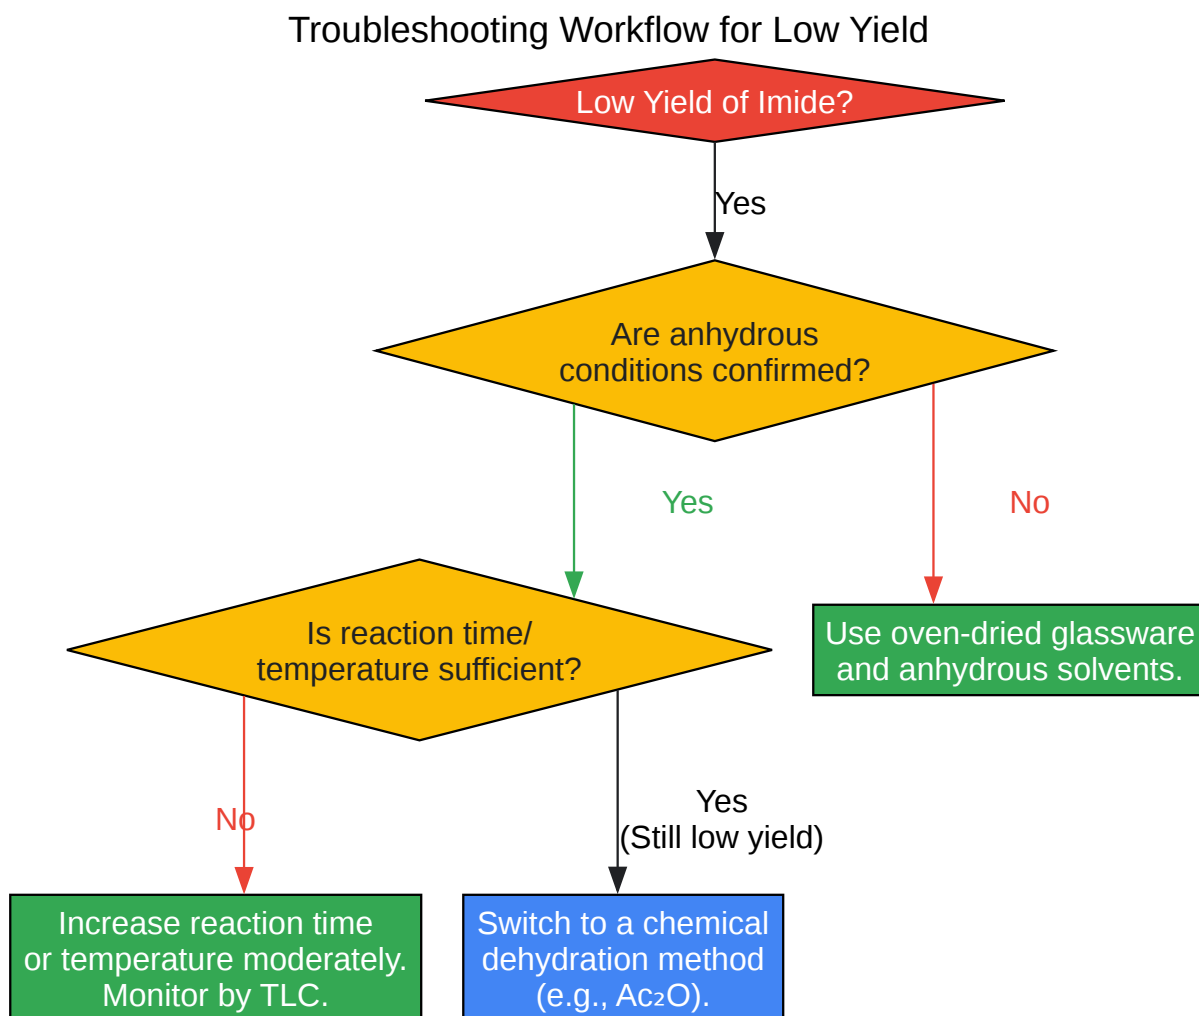 Troubleshooting Workflow for Low Yield
Low Yield of Imide?
Yes
Are anhydrous
conditions confirmed?
Yes
No
Is reaction time/
temperature sufficient?
Use oven-dried glassware
and anhydrous solvents.
No
Yes
(Still low yield)
Increase reaction time
or temperature moderately.
Monitor by TLC.
Switch to a chemical
dehydration method
(e.g., Ac₂O).